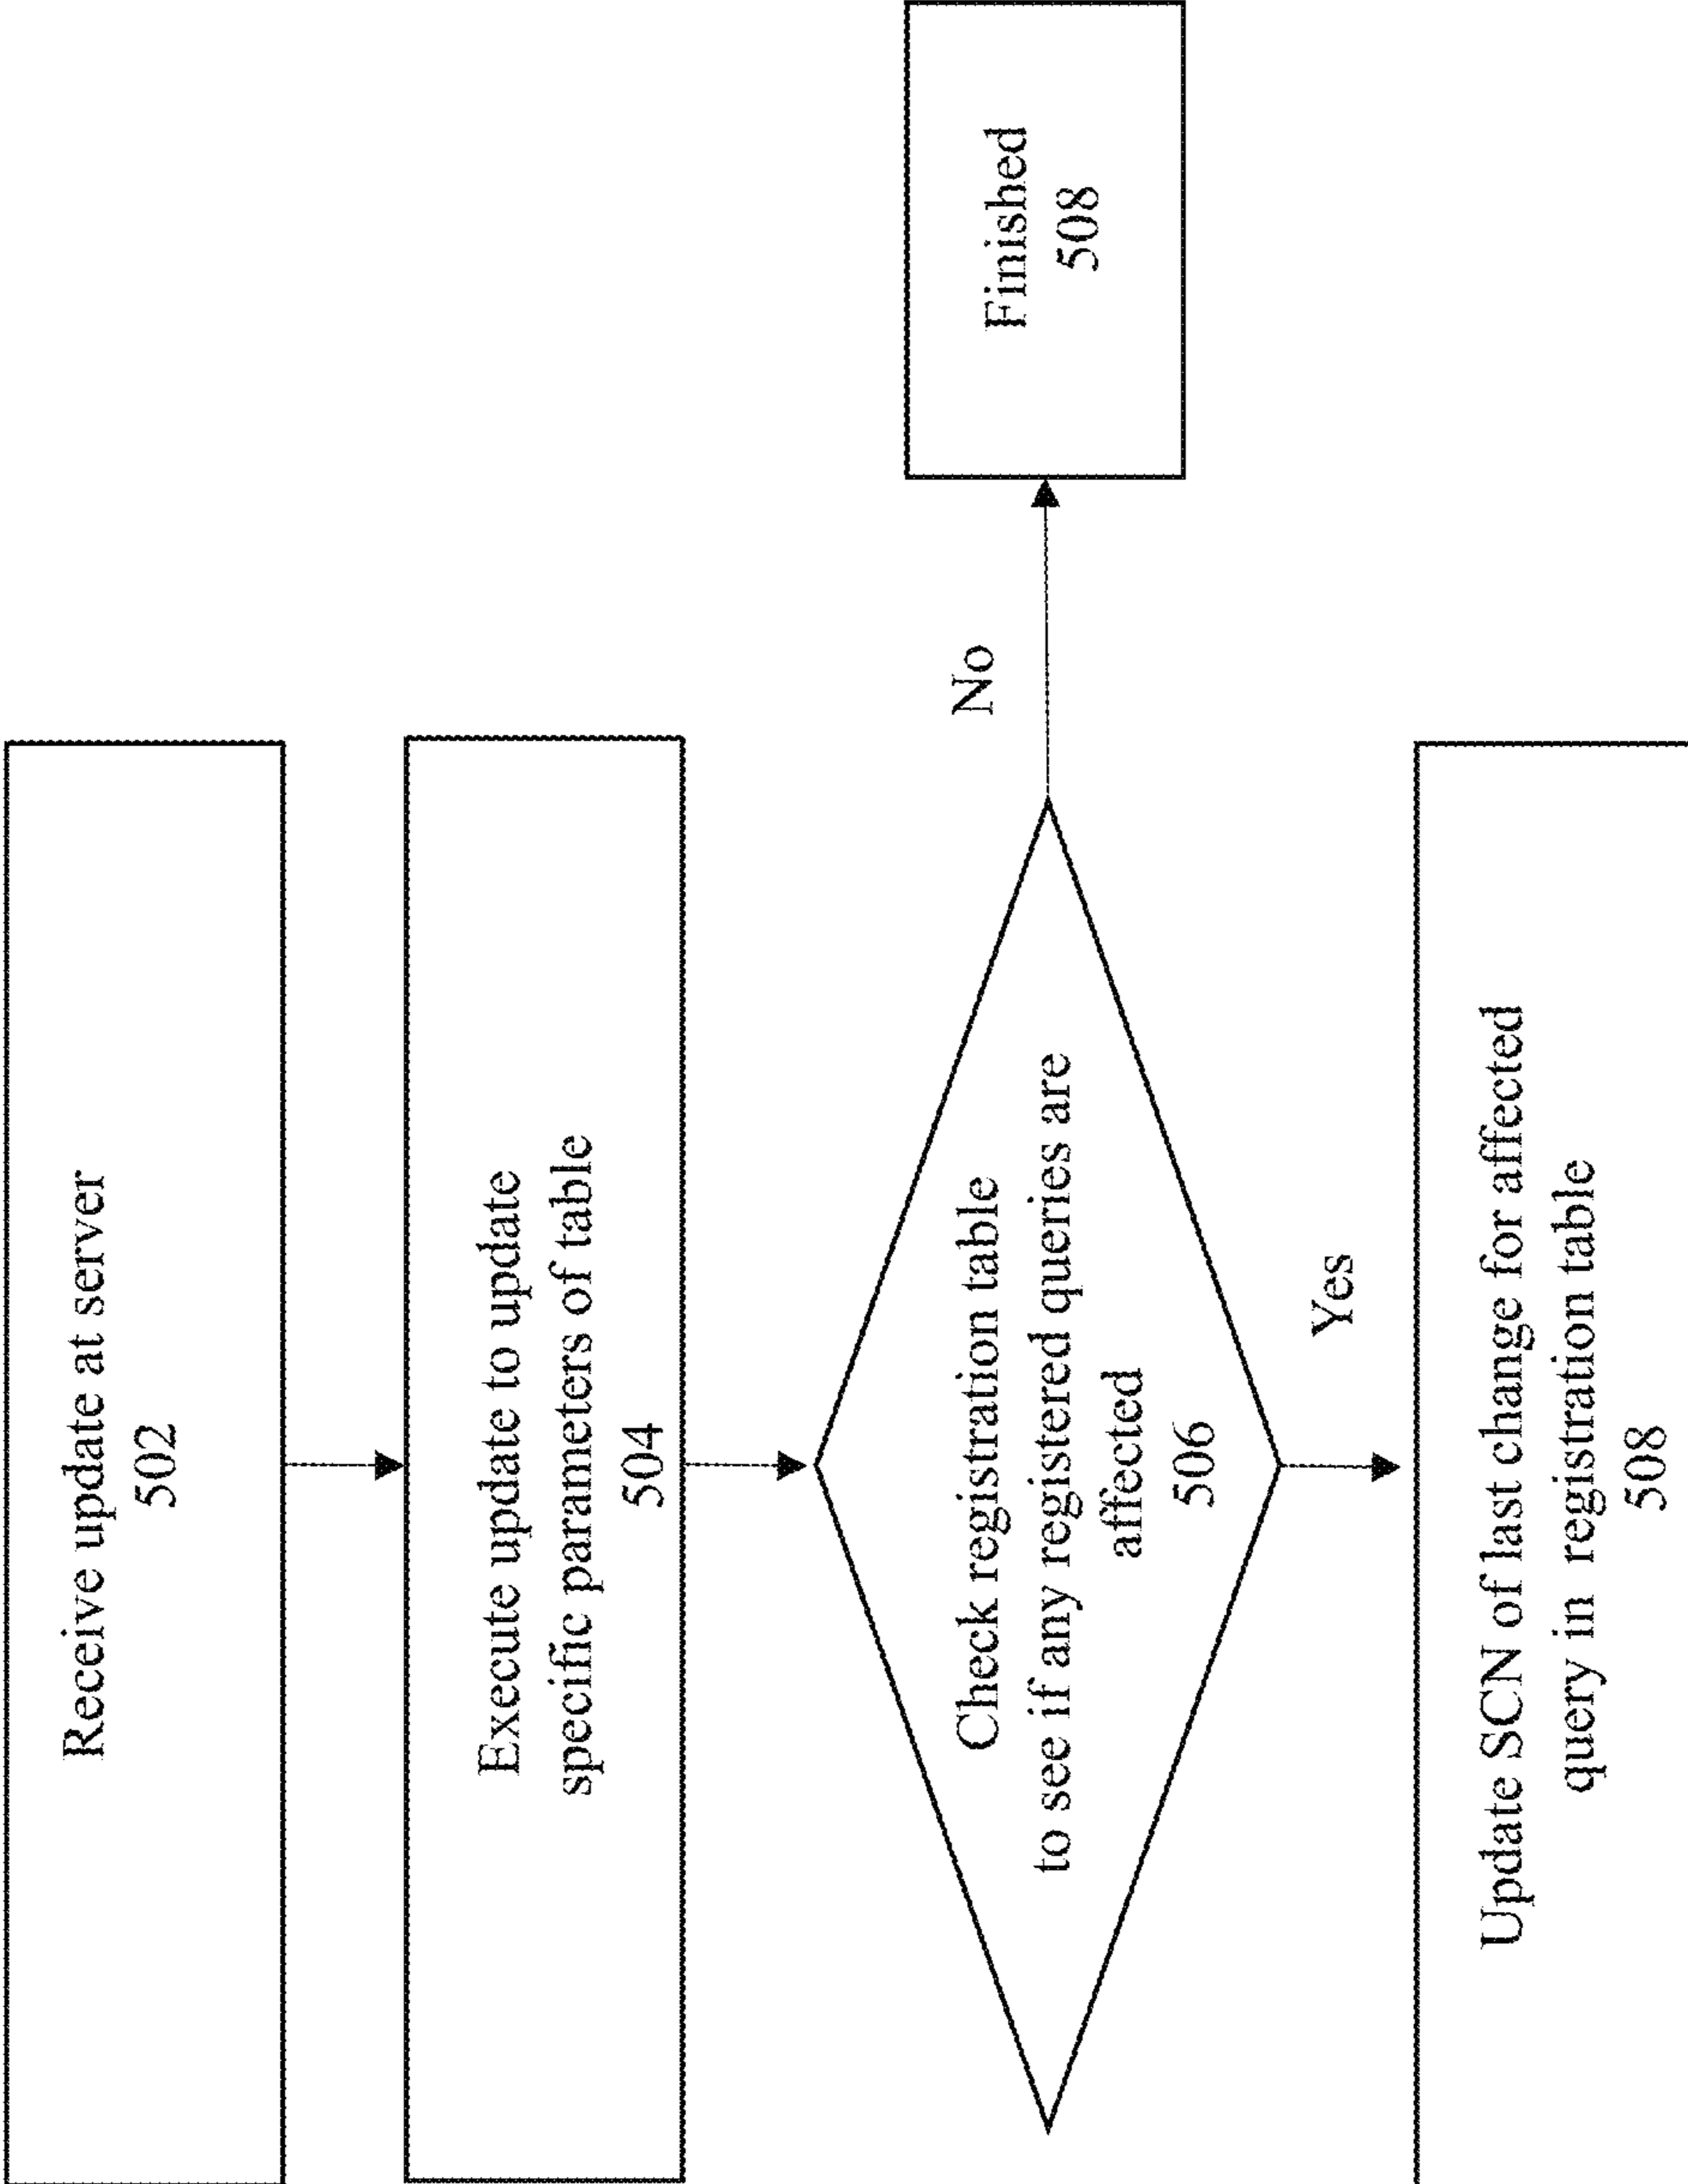 Receive update at server
502
Execute update to update
specific parameters of table
504
Check registration table
to see if any registered queries are
affected
506
No
Finished
508
Yes
Update SCN of last change for affected
query in registration table
508